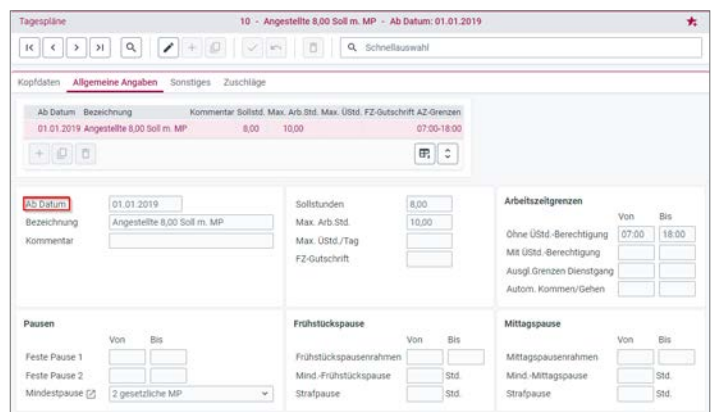 Tagespläne 10 - Angestellte 8,00 Soll m. MP - Ab Datum: 01.01.2019
Schnellauswahl
Kopfdaten Allgemeine Angaben Sonstiges Zuschläge
Ab Datum Bezeichnung Kommentar Sollstd. Max. Arb.Std. Max. ÜStd. FZ-Gutschrift AZ-Grenzen
01.01.2019 Angestellte 8,00 Soll m. MP 8,00 10,00 07:00-18:00
Ab Datum 01.01.2019
Bezeichnung Angestellte 8,00 Soll m. MP
Kommentar
Sollstunden 8,00
Max. Arb.Std. 10,00
Max. ÜStd./Tag
FZ-Gutschrift
Arbeitszeitgrenzen
Von Bis
Ohne ÜStd.-Berechtigung 07:00 18:00
Mit ÜStd.-Berechtigung
Ausgl.Grenzen Dienstgang
Autom. Kommen/Gehen
Pausen
Von Bis
Feste Pause 1
Feste Pause 2
Mindestpause 2 gesetzliche MP
Frühstückspause
Von Bis
Frühstückspausenrahmen
Mind.-Frühstückspause Std.
Strafpause Std.
Mittagspause
Von Bis
Mittagspausenrahmen
Mind.-Mittagspause Std.
Strafpause Std.